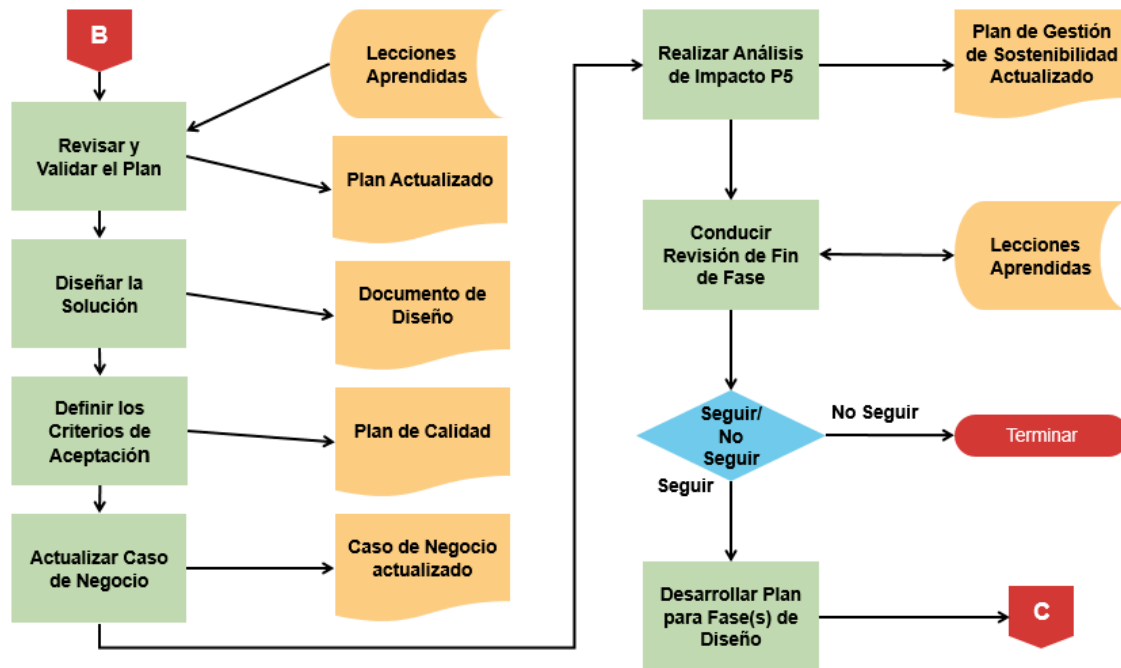 B
Lecciones
Aprendidas
Revisar y
Validar el Plan
Plan Actualizado
Diseñar la
Solución
Documento de
Diseño
Definir los
Criterios de
Aceptación
Plan de Calidad
Actualizar Caso
de Negocio
Caso de Negocio
actualizado
Realizar Análisis
de Impacto P5
Plan de Gestión
de Sostenibilidad
Actualizado
Conducir
Revisión de Fin
de Fase
Lecciones
Aprendidas
Seguir/
No
Seguir
No Seguir
Terminar
Seguir
Desarrollar Plan
para Fase(s) de
Diseño
C